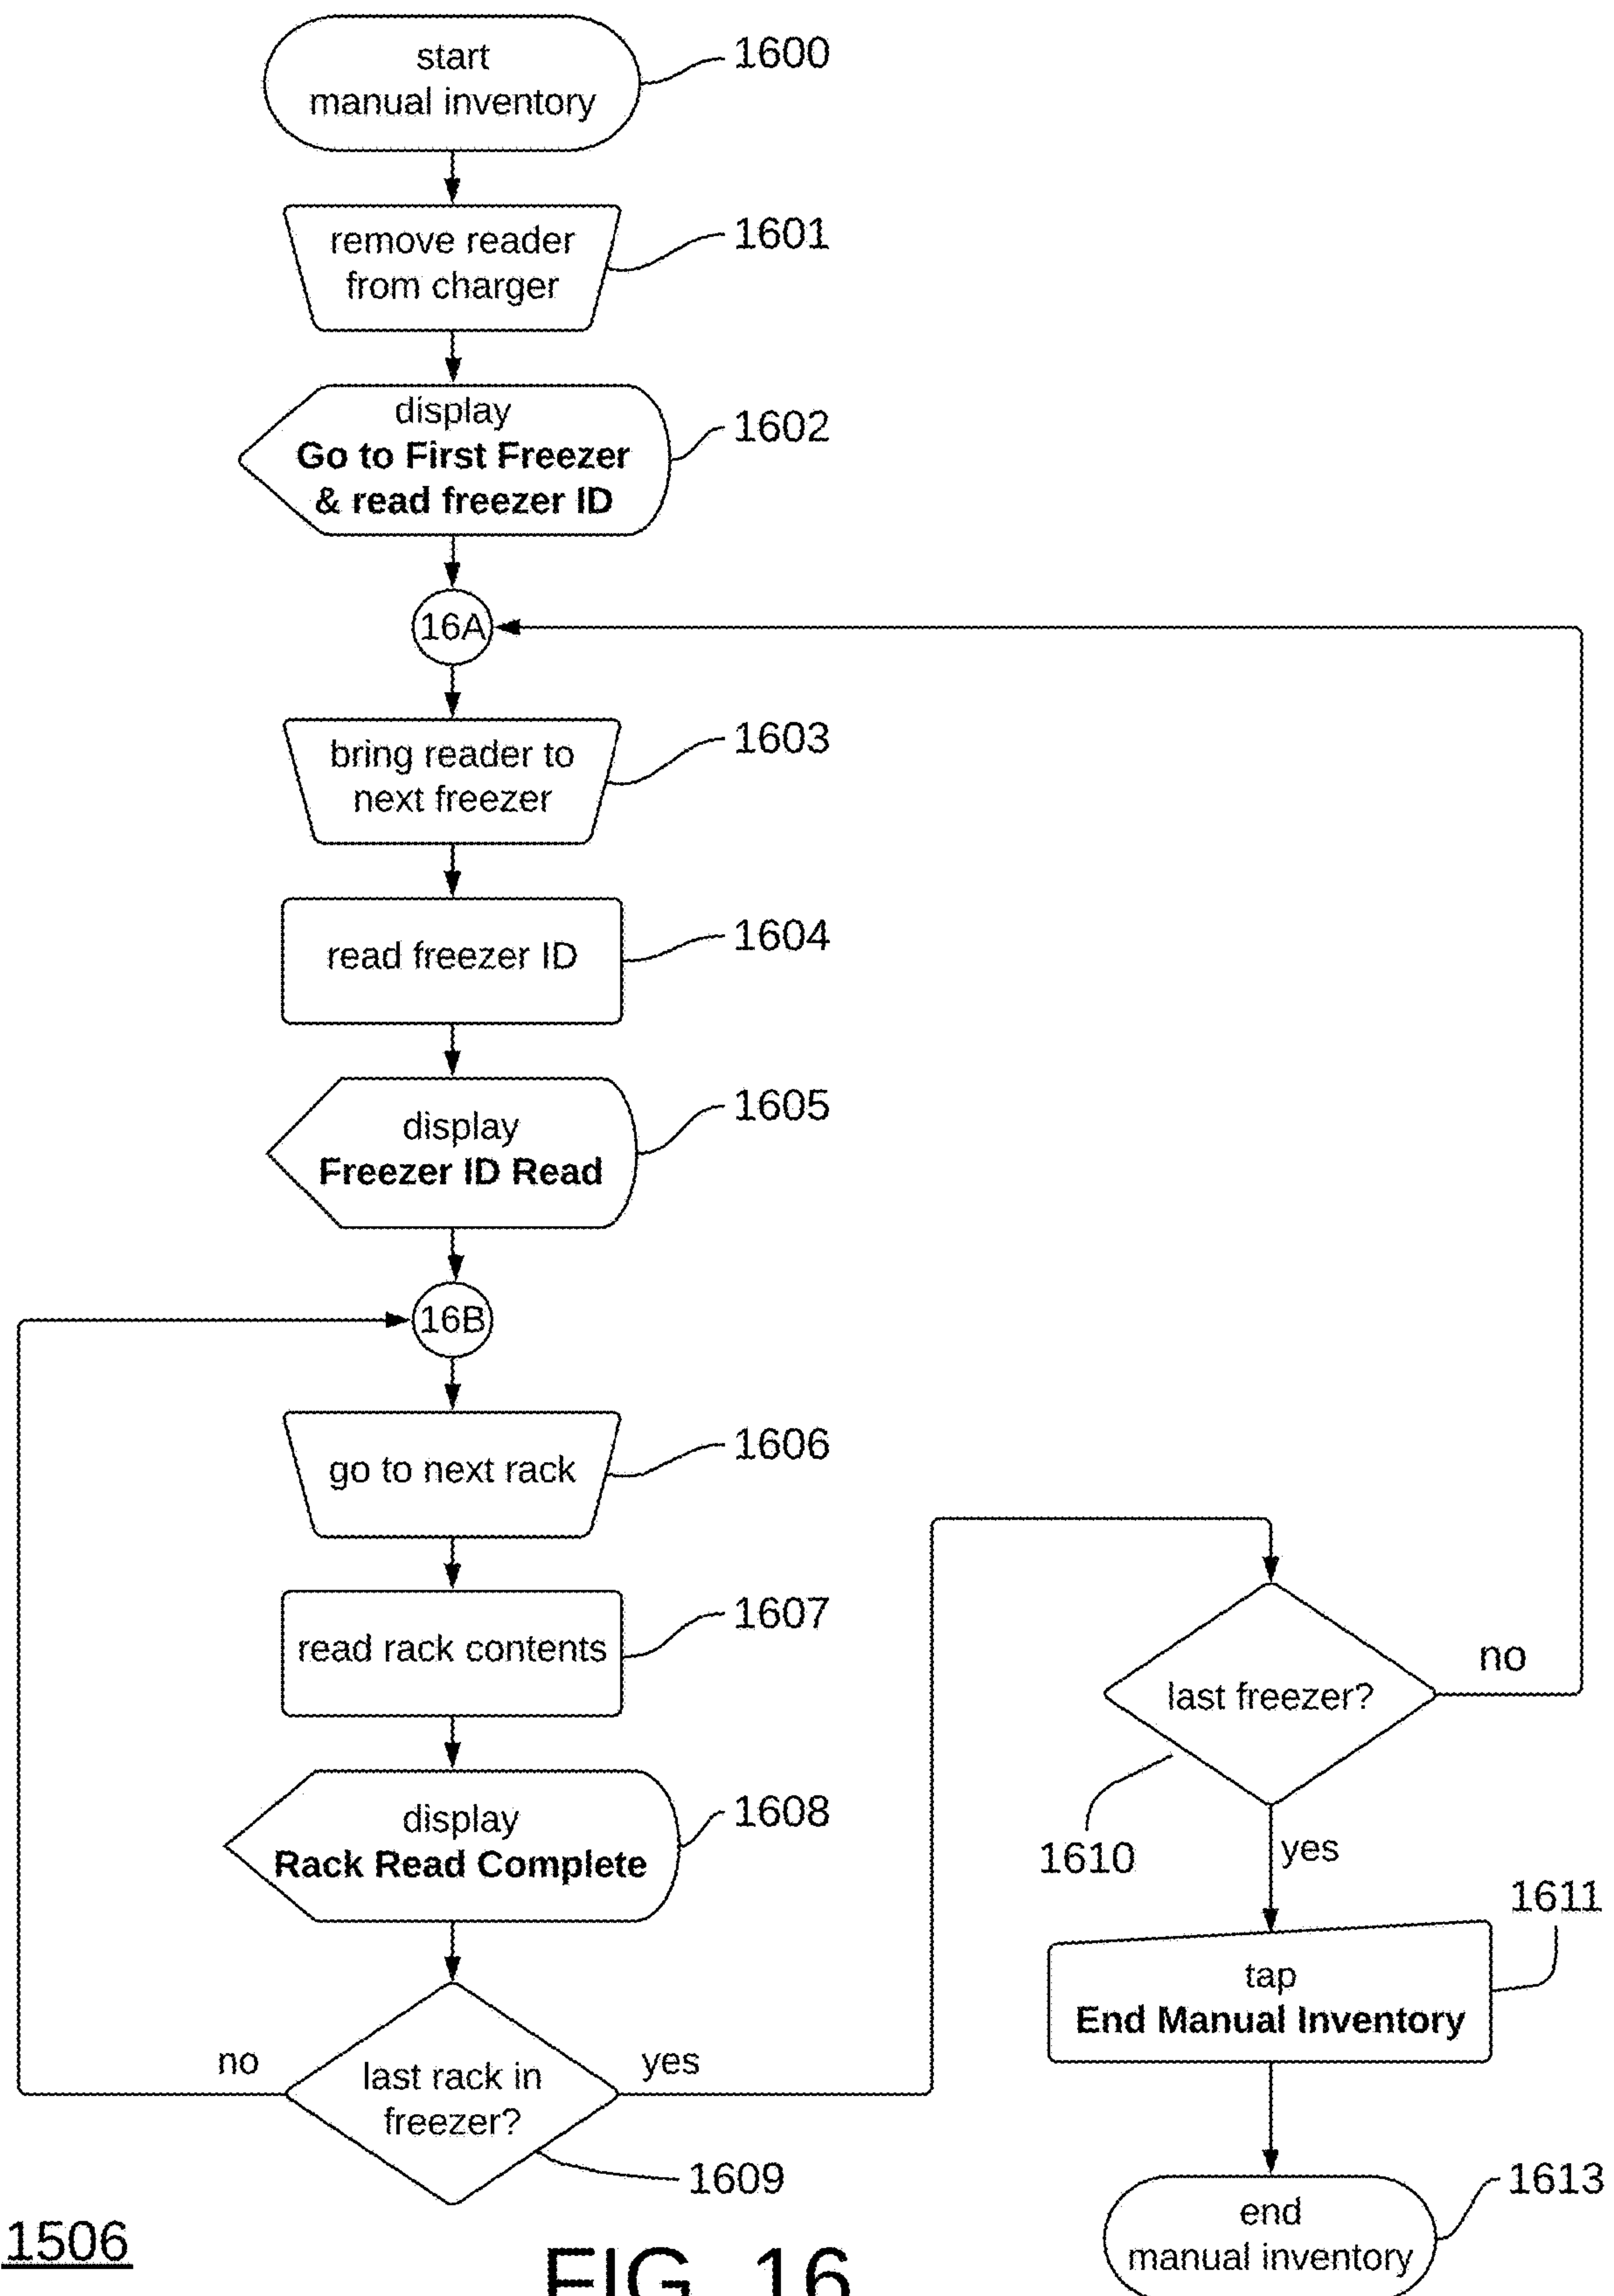 start
manual inventory
1600
remove reader
from charger
1601
display
Go to First Freezer
& read freezer ID
1602
16A
bring reader to
next freezer
1603
read freezer ID
1604
display
Freezer ID Read
1605
16B
go to next rack
1606
read rack contents
1607
display
Rack Read Complete
1608
last rack in
freezer?
no
yes
1609
last freezer?
no
yes
1610
tap
End Manual Inventory
1611
end
manual inventory
1613
1506
FIG. 16